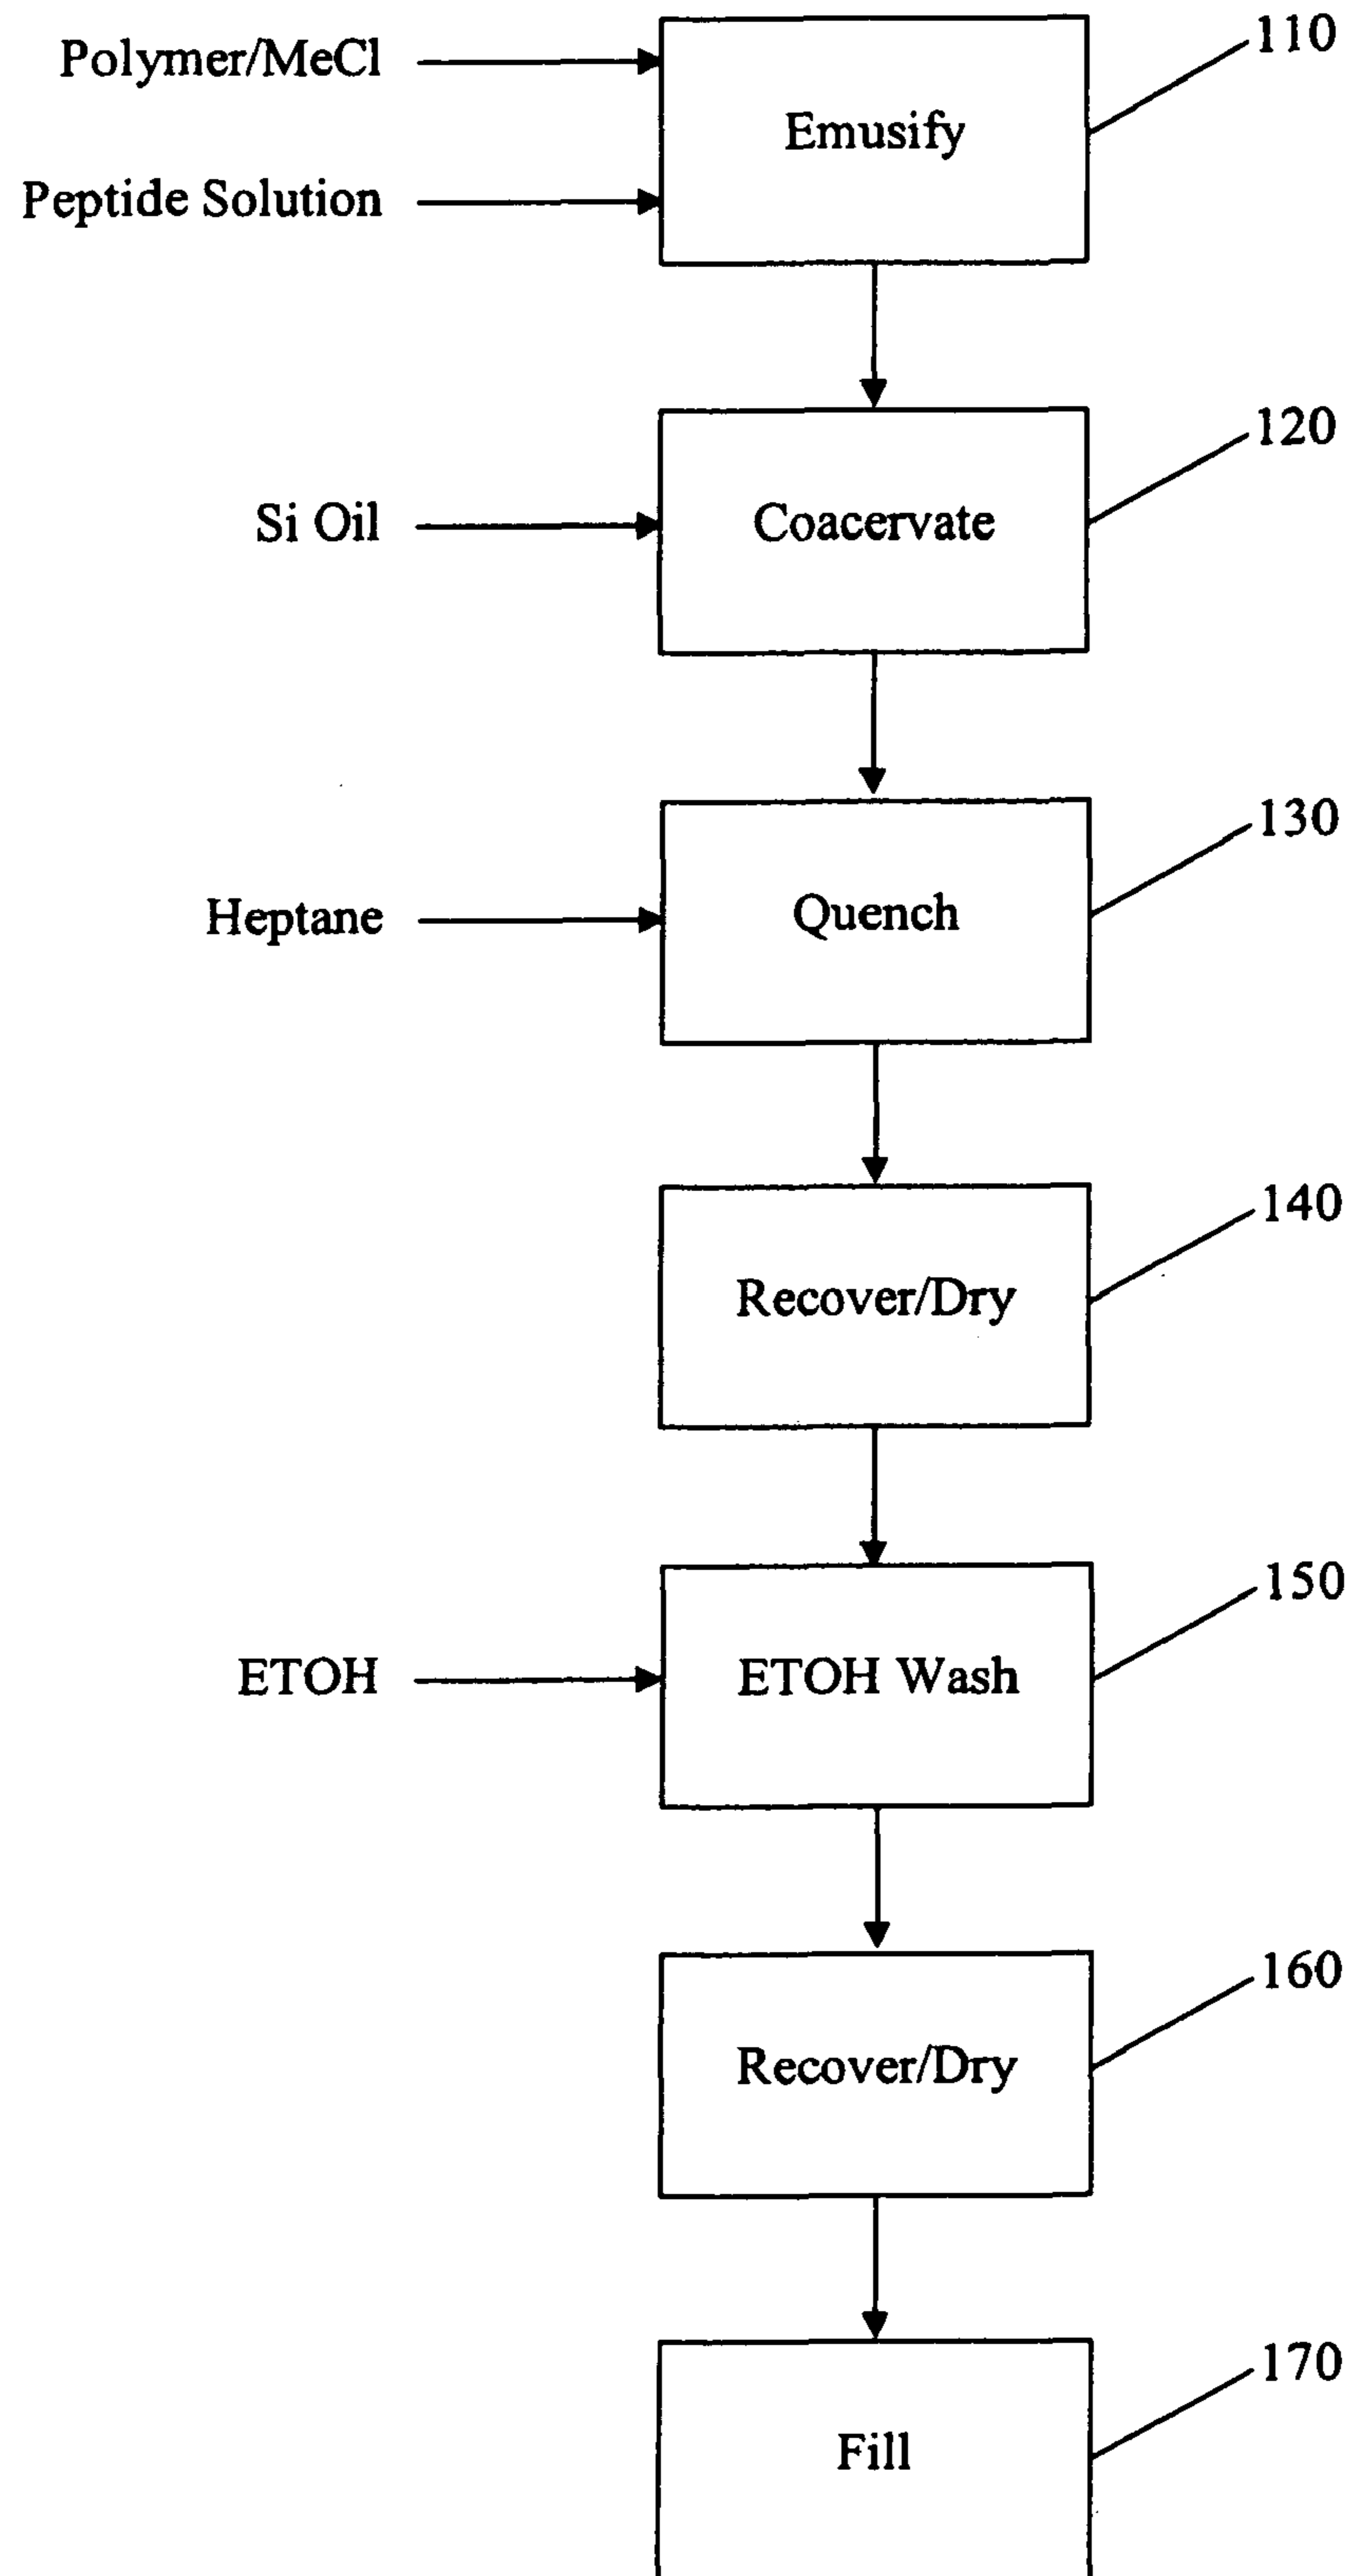 110
Polymer/MeCl
Emusify
Peptide Solution
120
Si Oil
Coacervate
130
Heptane
Quench
140
Recover/Dry
150
ETOH
ETOH Wash
160
Recover/Dry
170
Fill